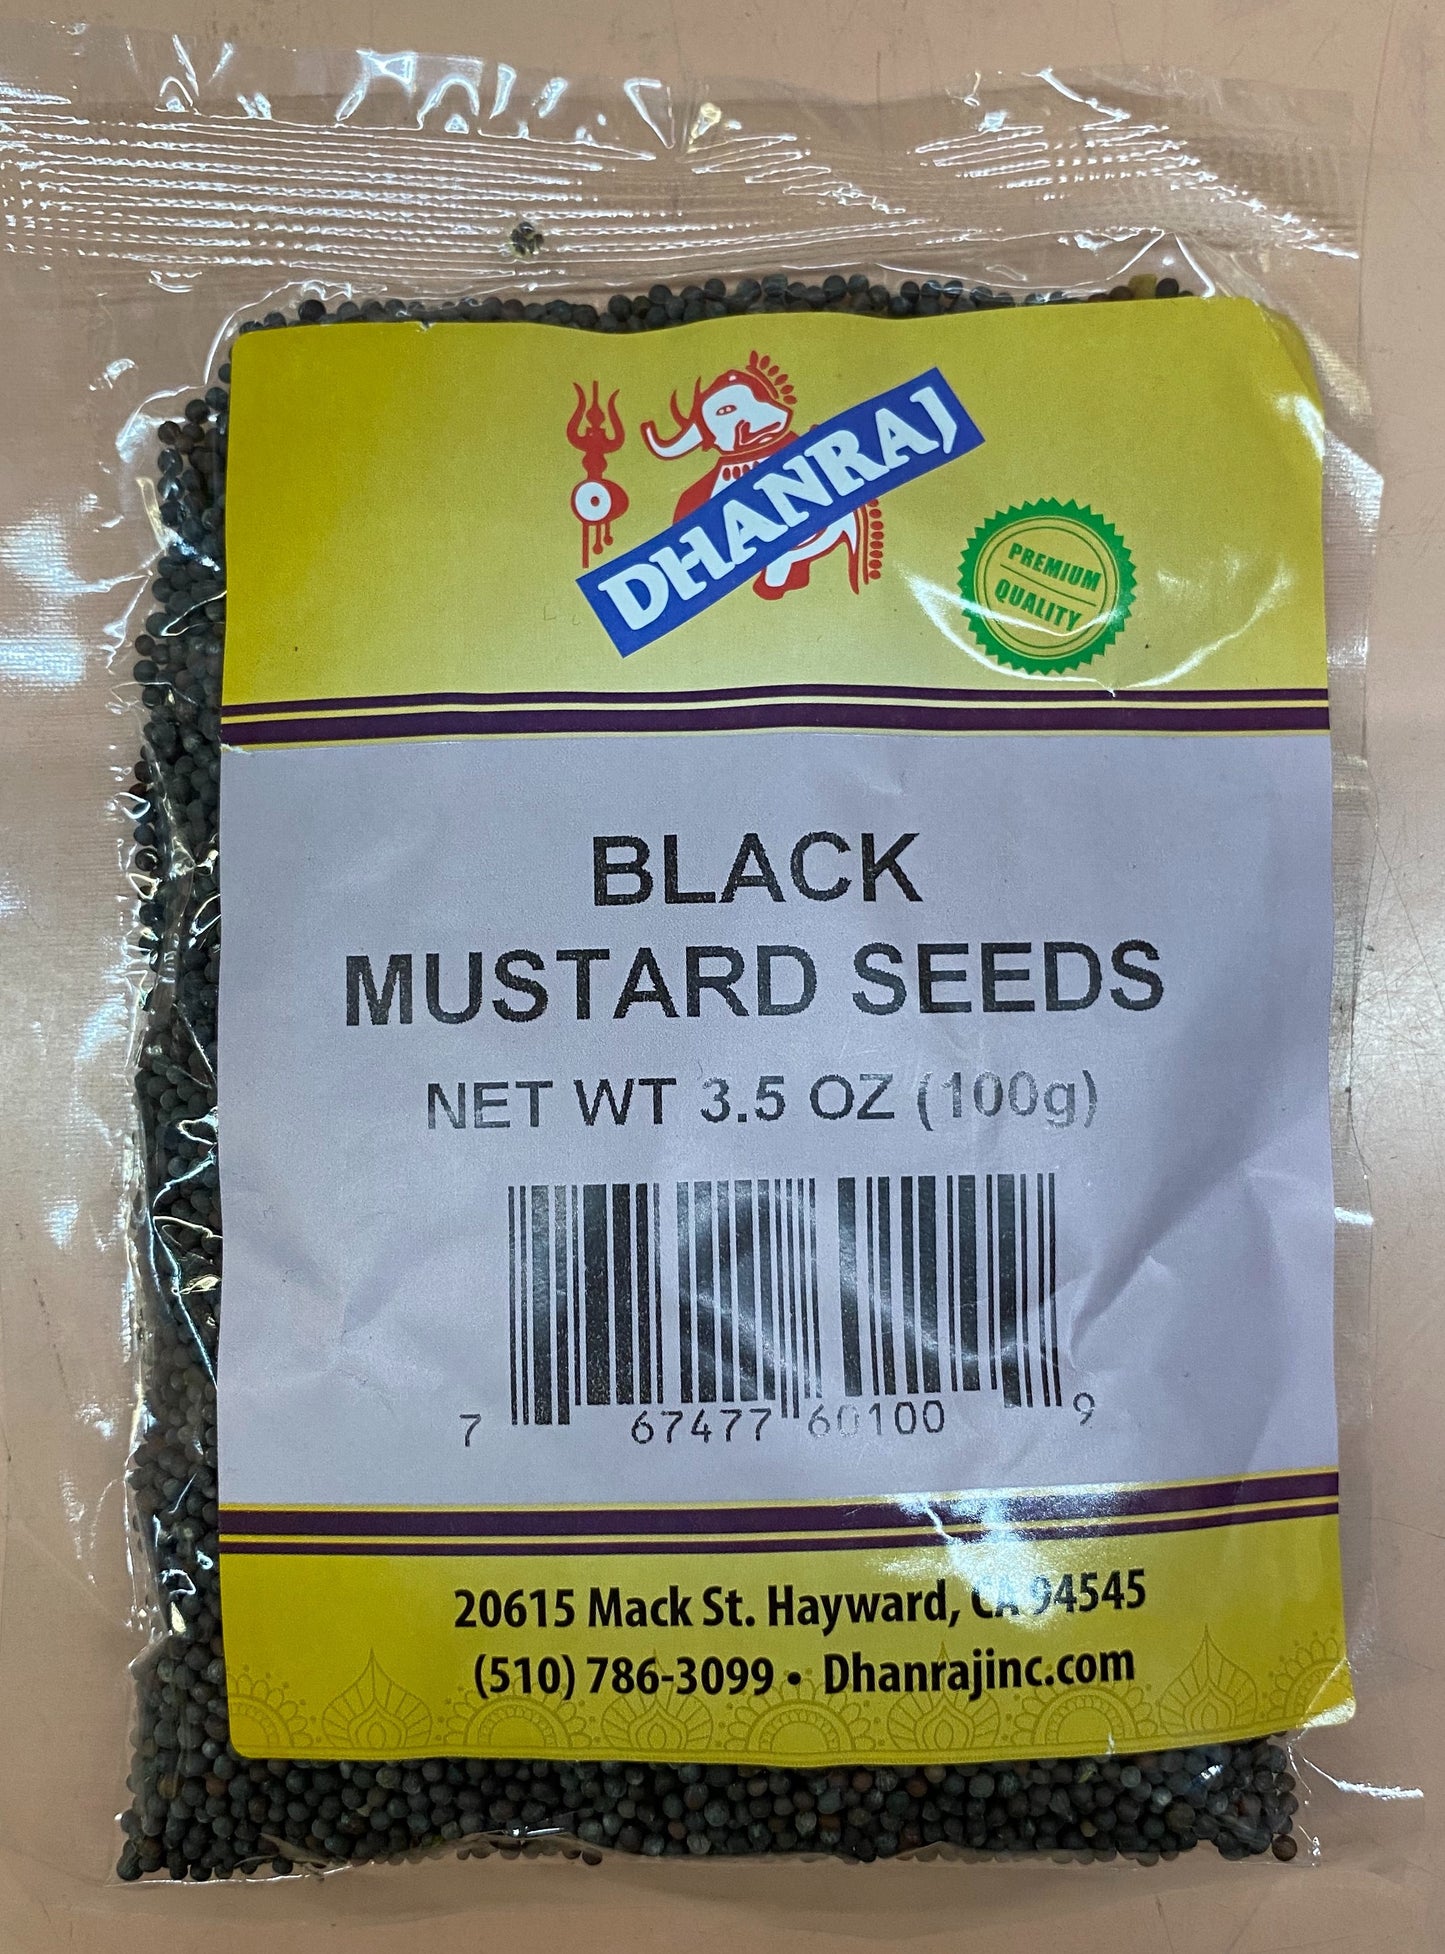 DHANRAJ
PREMIUM
QUALITY
BLACK
MUSTARD SEEDS
NET WT 3.5 OZ (100g)
7 67477 60100 9
20615 Mack St. Hayward, CA 94545
(510) 786-3099 • Dhanrajinc.com